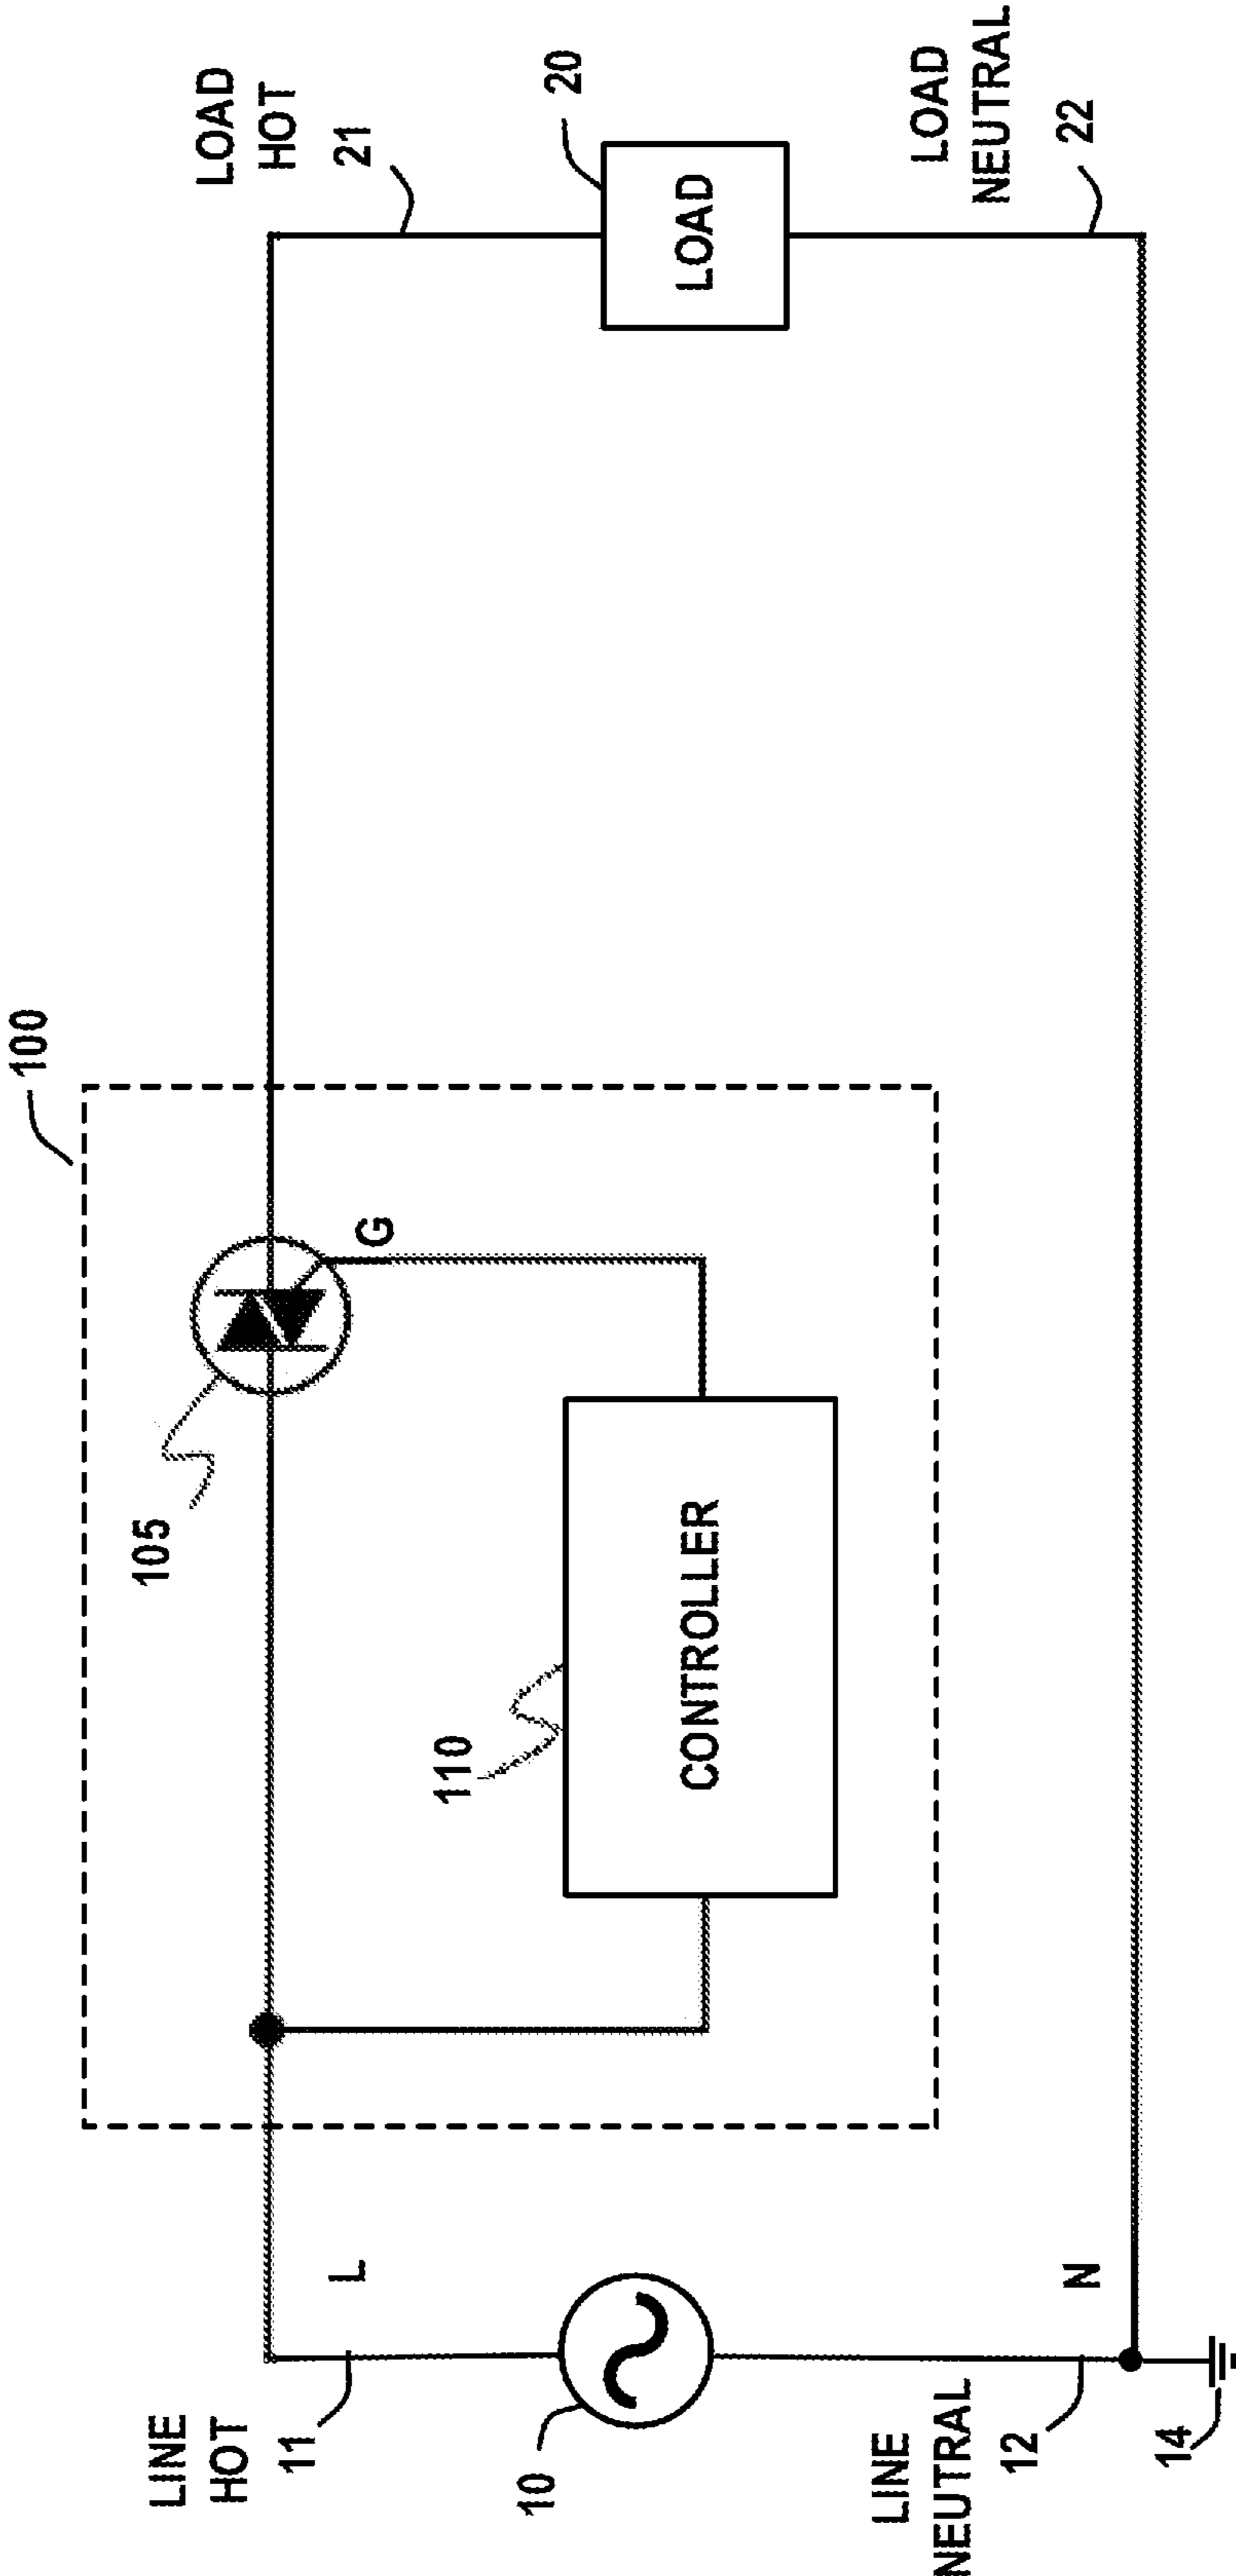 100
LINE
HOT
11
L
105
G
LOAD
HOT
21
10
110
CONTROLLER
20
LOAD
LINE
NEUTRAL
12
N
14
LOAD
NEUTRAL
22